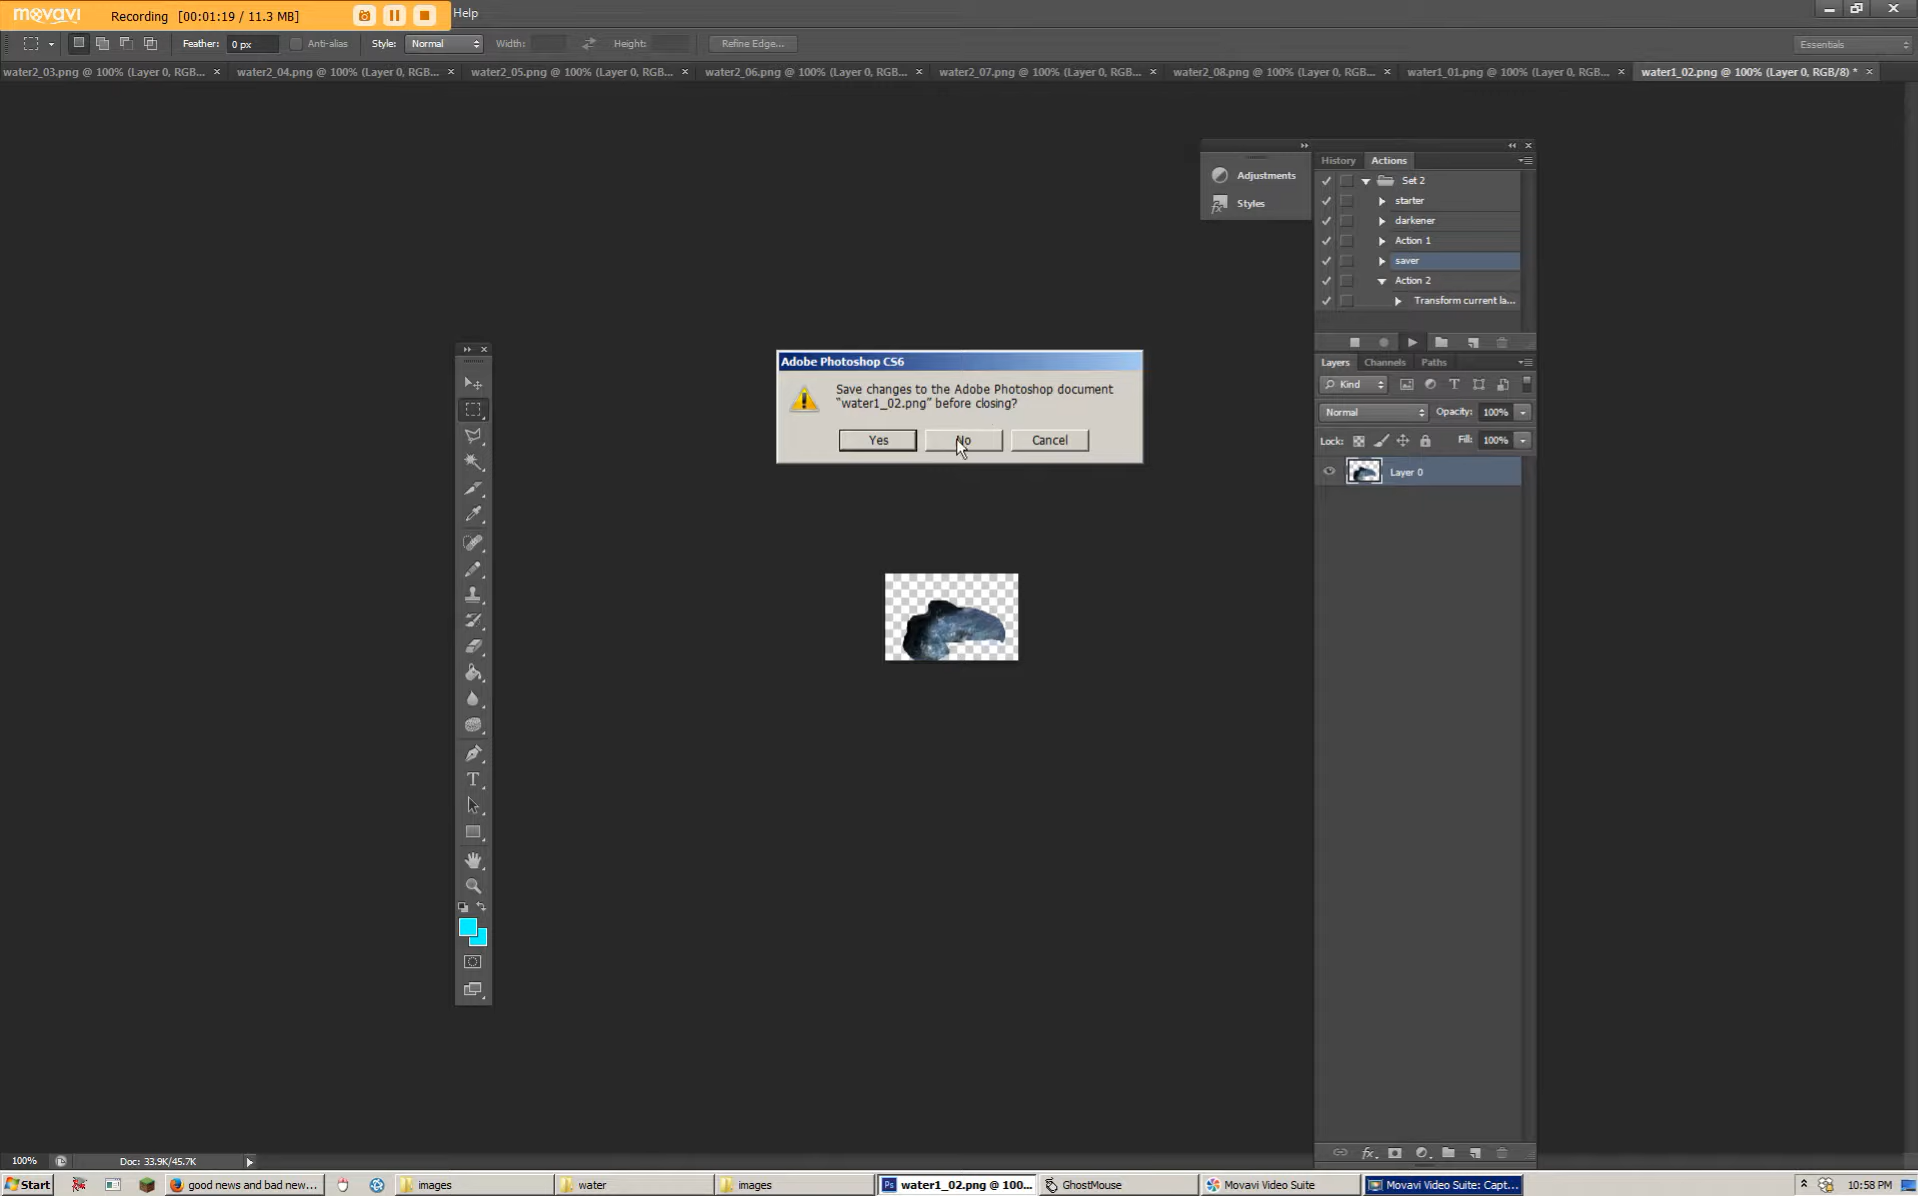 movavi Recording [00:01:19 / 11.3 MB] Help
Feather: 0 px Anti-alias Style: Normal Width: Height: Refine Edge... Essentials
water2_03.png @ 100% (Layer 0, RGB... × water2_04.png @ 100% (Layer 0, RGB... × water2_05.png @ 100% (Layer 0, RGB... × water2_06.png @ 100% (Layer 0, RGB... × water2_07.png @ 100% (Layer 0, RGB... × water2_08.png @ 100% (Layer 0, RGB... × water1_01.png @ 100% (Layer 0, RGB... × water1_02.png @ 100% (Layer 0, RGB/8) * ×
Adjustments
Styles
History Actions
Set 2
starter
darkener
Action 1
saver
Action 2
Transform current la...
Adobe Photoshop CS6
Save changes to the Adobe Photoshop document
“water1_02.png” before closing?
Yes No Cancel
Layers Channels Paths
Kind
Normal Opacity: 100%
Lock: Fill: 100%
Layer 0
100% Doc: 33.9K/45.7K
Start good news and bad new... images water images water1_02.png @ 100... GhostMouse Movavi Video Suite Movavi Video Suite: Capt... 10:58 PM